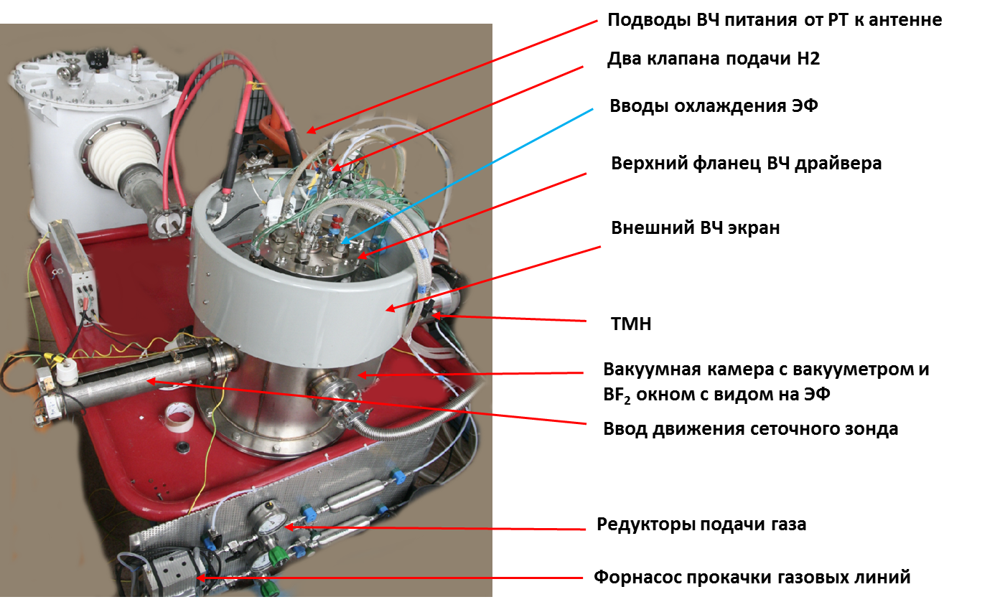 Подводы ВЧ питания от РТ к антенне
Два клапана подачи Н2
Вводы охлаждения ЭФ
Верхний фланец ВЧ драйвера
Внешний ВЧ экран
ТМН
Вакуумная камера с вакууметром и
BF₂ окном с видом на ЭФ
Ввод движения сеточного зонда
Редукторы подачи газа
Форнасос прокачки газовых линий